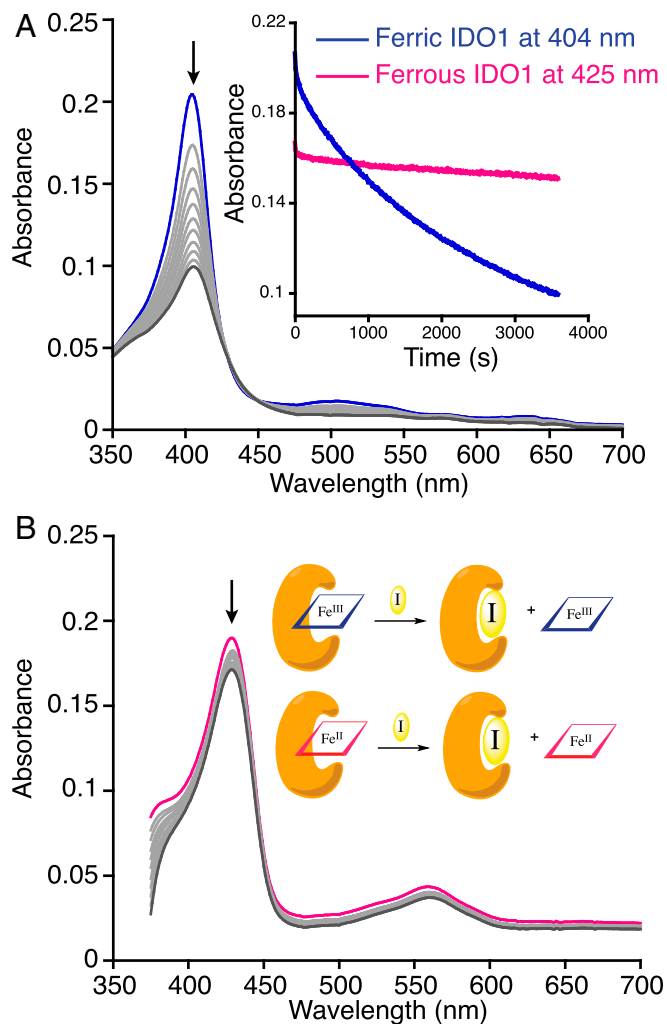 A
0.25
0.2
0.15
0.1
0.05
0
Absorbance
350 400 450 500 550 600 650 700
Wavelength (nm)
0.22
0.18
0.14
0.1
Absorbance
0 1000 2000 3000 4000
Time (s)
Ferric IDO1 at 404 nm
Ferrous IDO1 at 425 nm
B
0.25
0.2
0.15
0.1
0.05
0
Absorbance
350 400 450 500 550 600 650 700
Wavelength (nm)
FeIII I I + FeIII
FeII I I + FeII